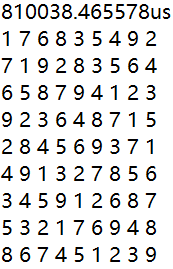 810038.465578us
1 7 6 8 3 5 4 9 2
7 1 9 2 8 3 5 6 4
6 5 8 7 9 4 1 2 3
9 2 3 6 4 8 7 1 5
2 8 4 5 6 9 3 7 1
4 9 1 3 2 7 8 5 6
3 4 5 9 1 2 6 8 7
5 3 2 1 7 6 9 4 8
8 6 7 4 5 1 2 3 9